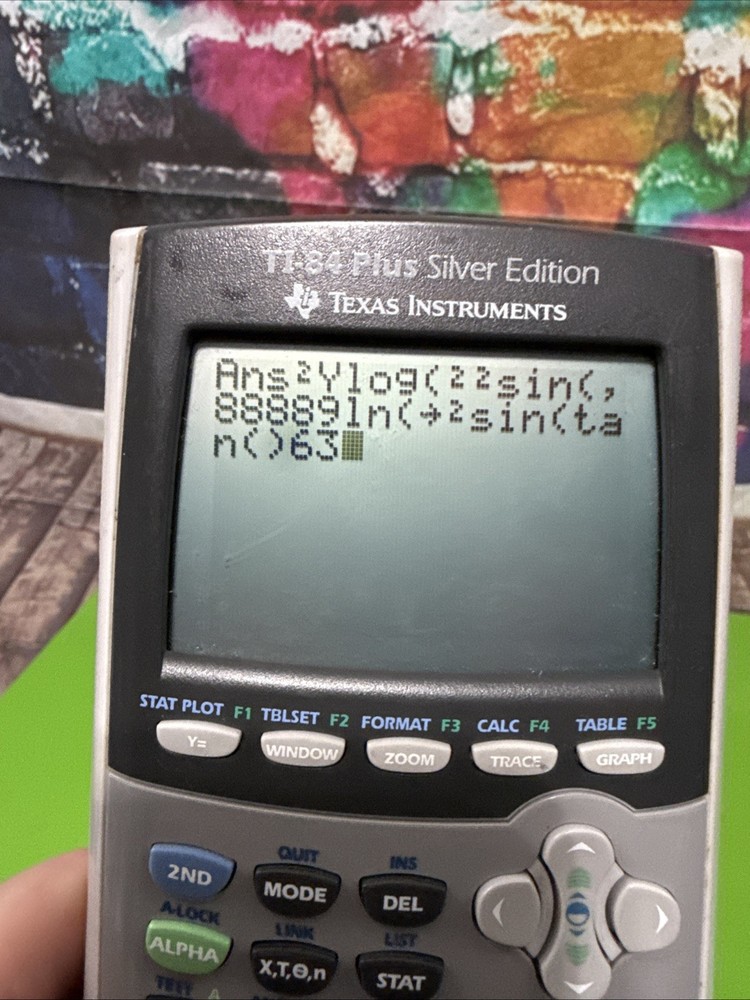 TI-84 Plus Silver Edition
TEXAS INSTRUMENTS
Ans²Ylog(²²sin(,
88889ln(→²sin(ta
n()63
STAT PLOT F1 TBLSET F2 FORMAT F3 CALC F4 TABLE F5
Y= WINDOW ZOOM TRACE GRAPH
QUIT INS
2ND MODE DEL
A-LOCK LINK LIST
ALPHA X,T,Θ,n STAT
TEST A